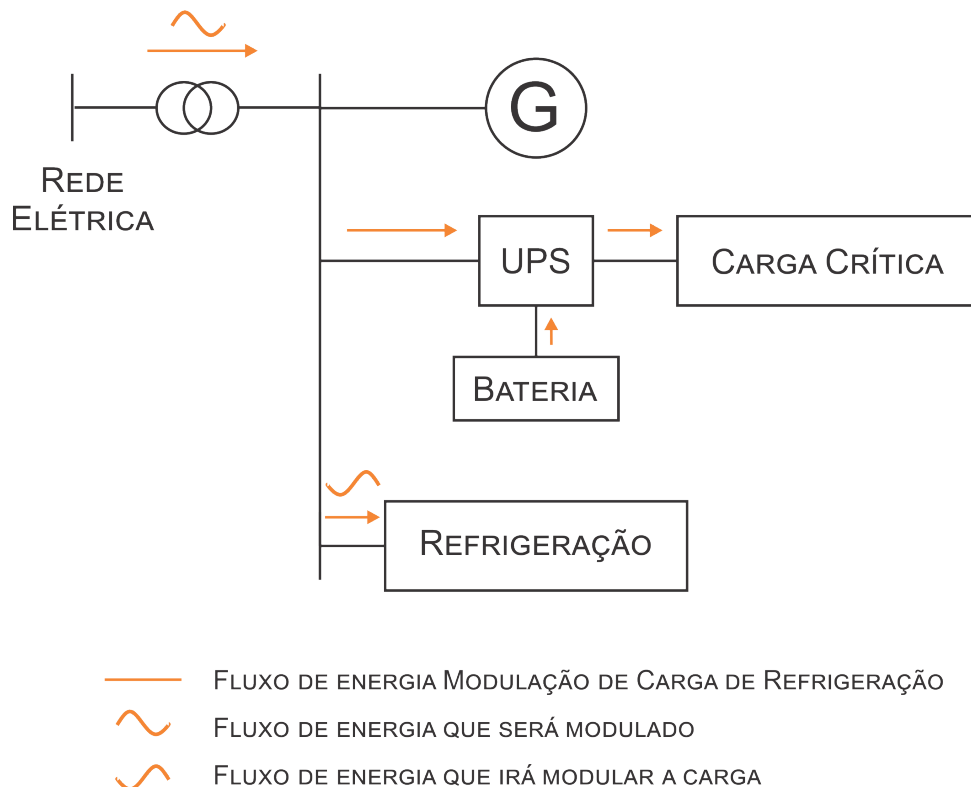 G
REDE
ELÉTRICA
UPS
CARGA CRÍTICA
BATERIA
REFRIGERAÇÃO
FLUXO DE ENERGIA MODULAÇÃO DE CARGA DE REFRIGERAÇÃO
FLUXO DE ENERGIA QUE SERÁ MODULADO
FLUXO DE ENERGIA QUE IRÁ MODULAR A CARGA